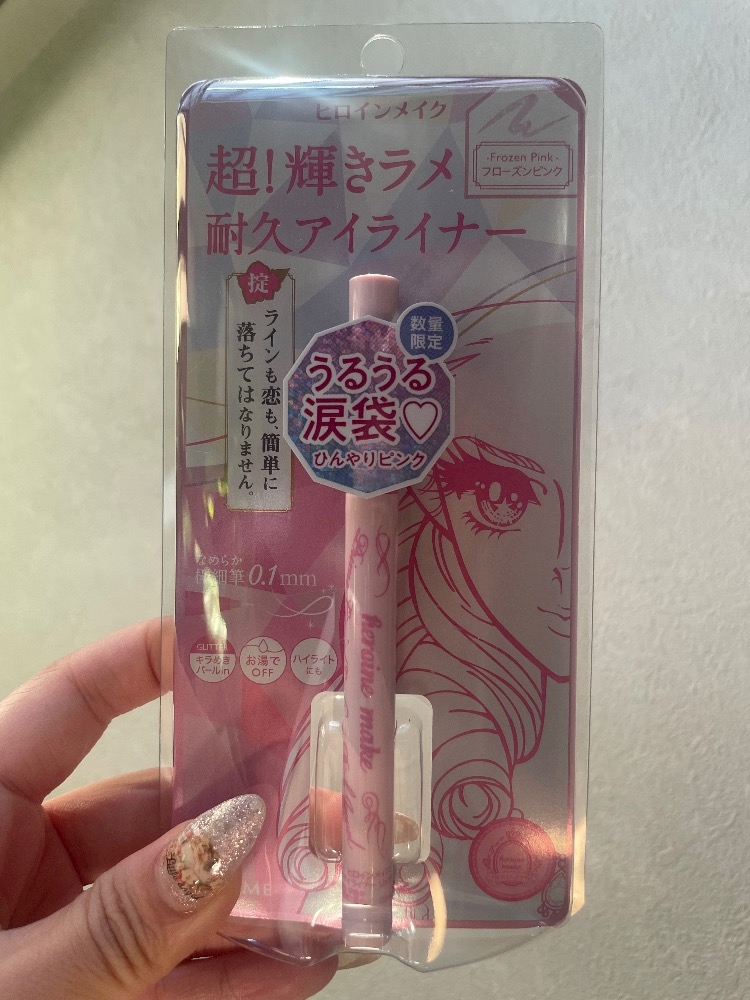 ヒロインメイク
超!輝きラメ
耐久アイライナー
-Frozen Pink-
フローズンピンク
掟
ラインも恋も、簡単に
落ちてはなりません。
数量
限定
うるうる
涙袋♡
ひんやりピンク
なめらか
極細筆0.1mm
GLITTER
キラめき
パールin
お湯で
OFF
ハイライト
にも
heroine make